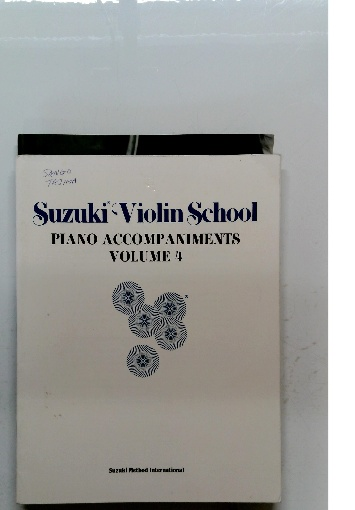 Suzuki® Violin School
PIANO ACCOMPANIMENTS
VOLUME 4
Suzuki Method International